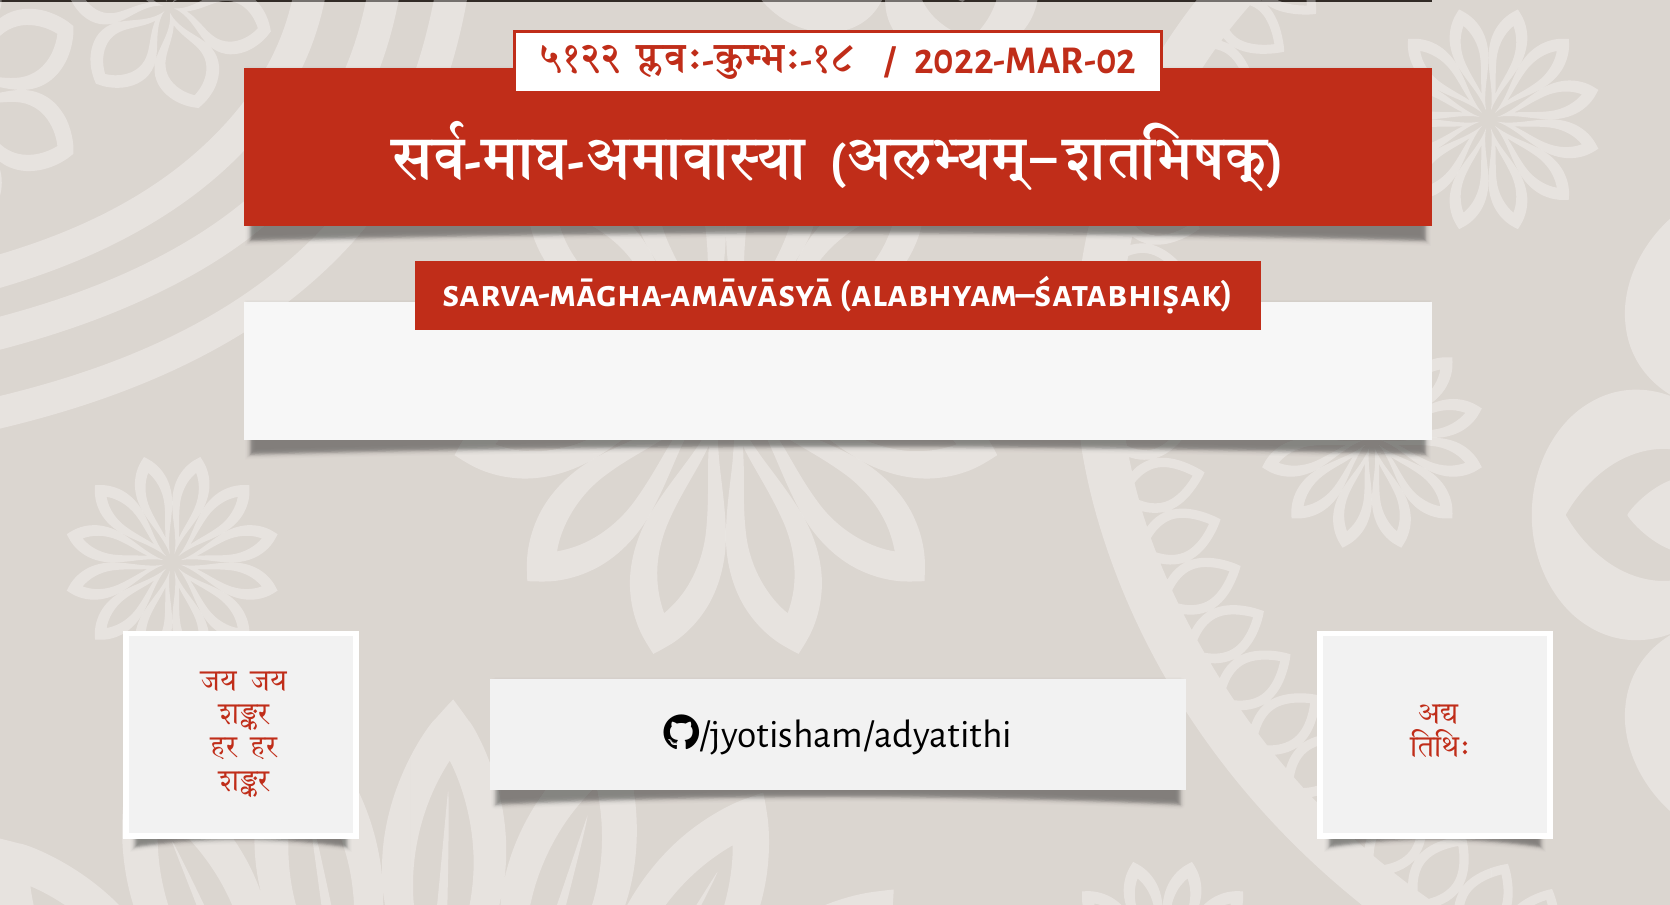 ५१२२ प्लवः-कुम्भः-१८ / 2022-MAR-02
सर्व-माघ-अमावास्या (अलभ्यम्–शतभिषक्)
SARVA-MĀGHA-AMĀVĀSYĀ (ALABHYAM–ŚATABHIṢAK)
जय जय
शङ्कर
हर हर
शङ्कर
/jyotisham/adyatithi
अद्य
तिथिः